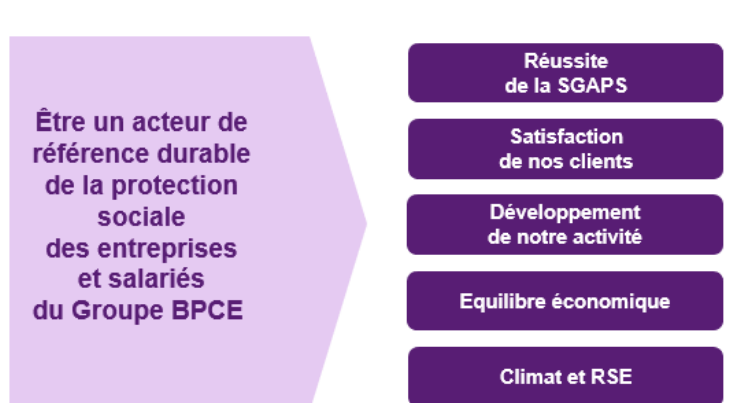 Être un acteur de
référence durable
de la protection
sociale
des entreprises
et salariés
du Groupe BPCE
Réussite
de la SGAPS
Satisfaction
de nos clients
Développement
de notre activité
Equilibre économique
Climat et RSE